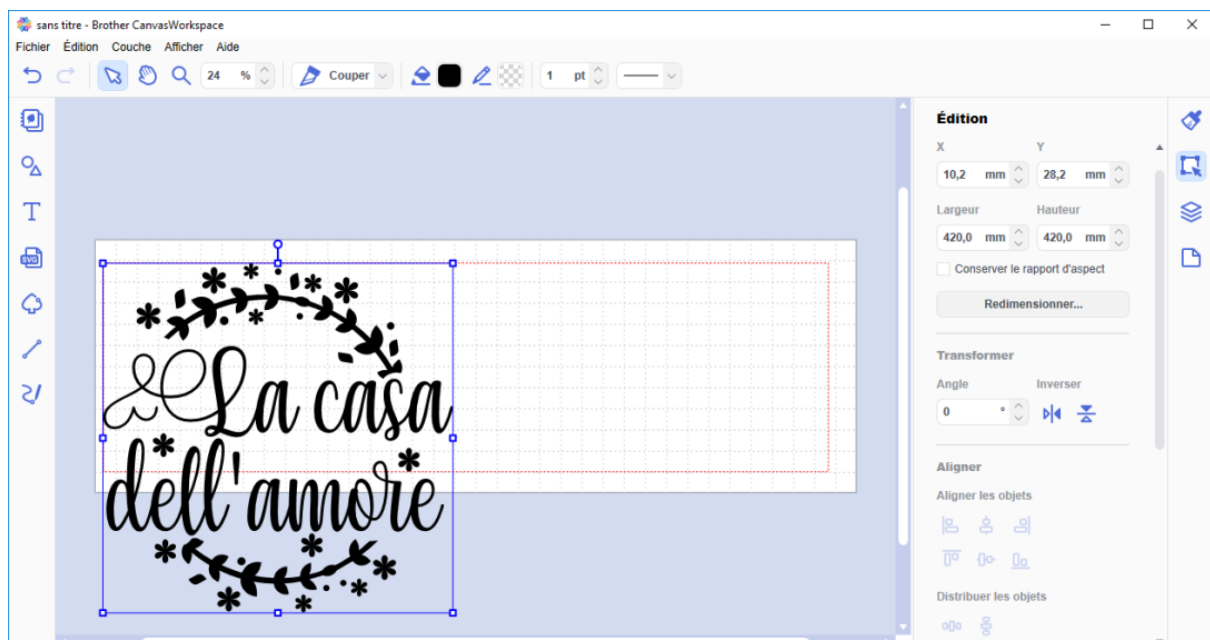 sans titre - Brother CanvasWorkspace
Fichier Édition Couche Afficher Aide
24 % Couper 1 pt
SVG
Édition
X Y
10,2 mm 28,2 mm
Largeur Hauteur
420,0 mm 420,0 mm
Conserver le rapport d'aspect
Redimensionner...
Transformer
Angle Inverser
0 °
Aligner
Aligner les objets
Distribuer les objets
La casa
dell'amore